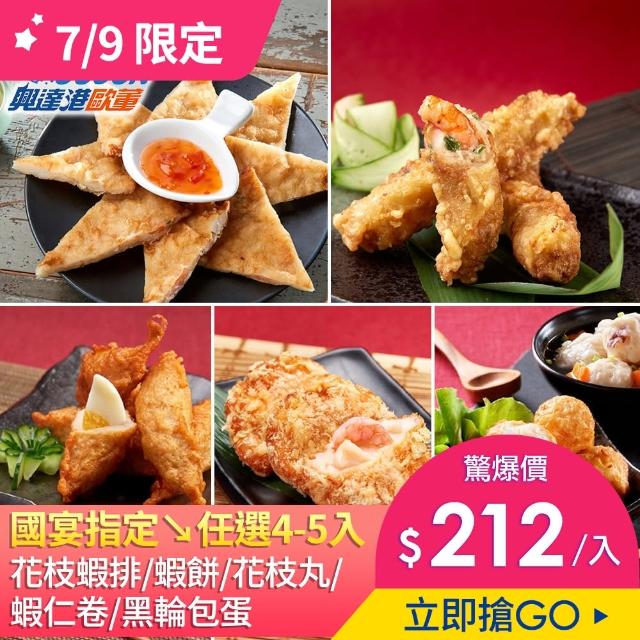 7/9 限定
興達港歐董
國宴指定↘任選4-5入
花枝蝦排/蝦餅/花枝丸/
蝦仁卷/黑輪包蛋
驚爆價
$212/入
立即搶GO▶